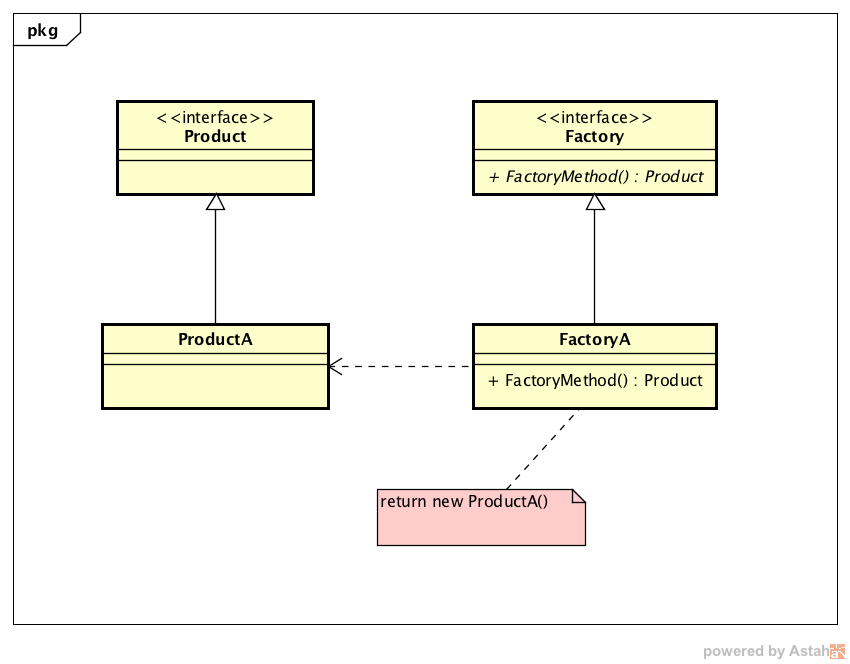 pkg
<<interface>>
Product
<<interface>>
Factory
+ FactoryMethod() : Product
ProductA
FactoryA
+ FactoryMethod() : Product
return new ProductA()
powered by Astah